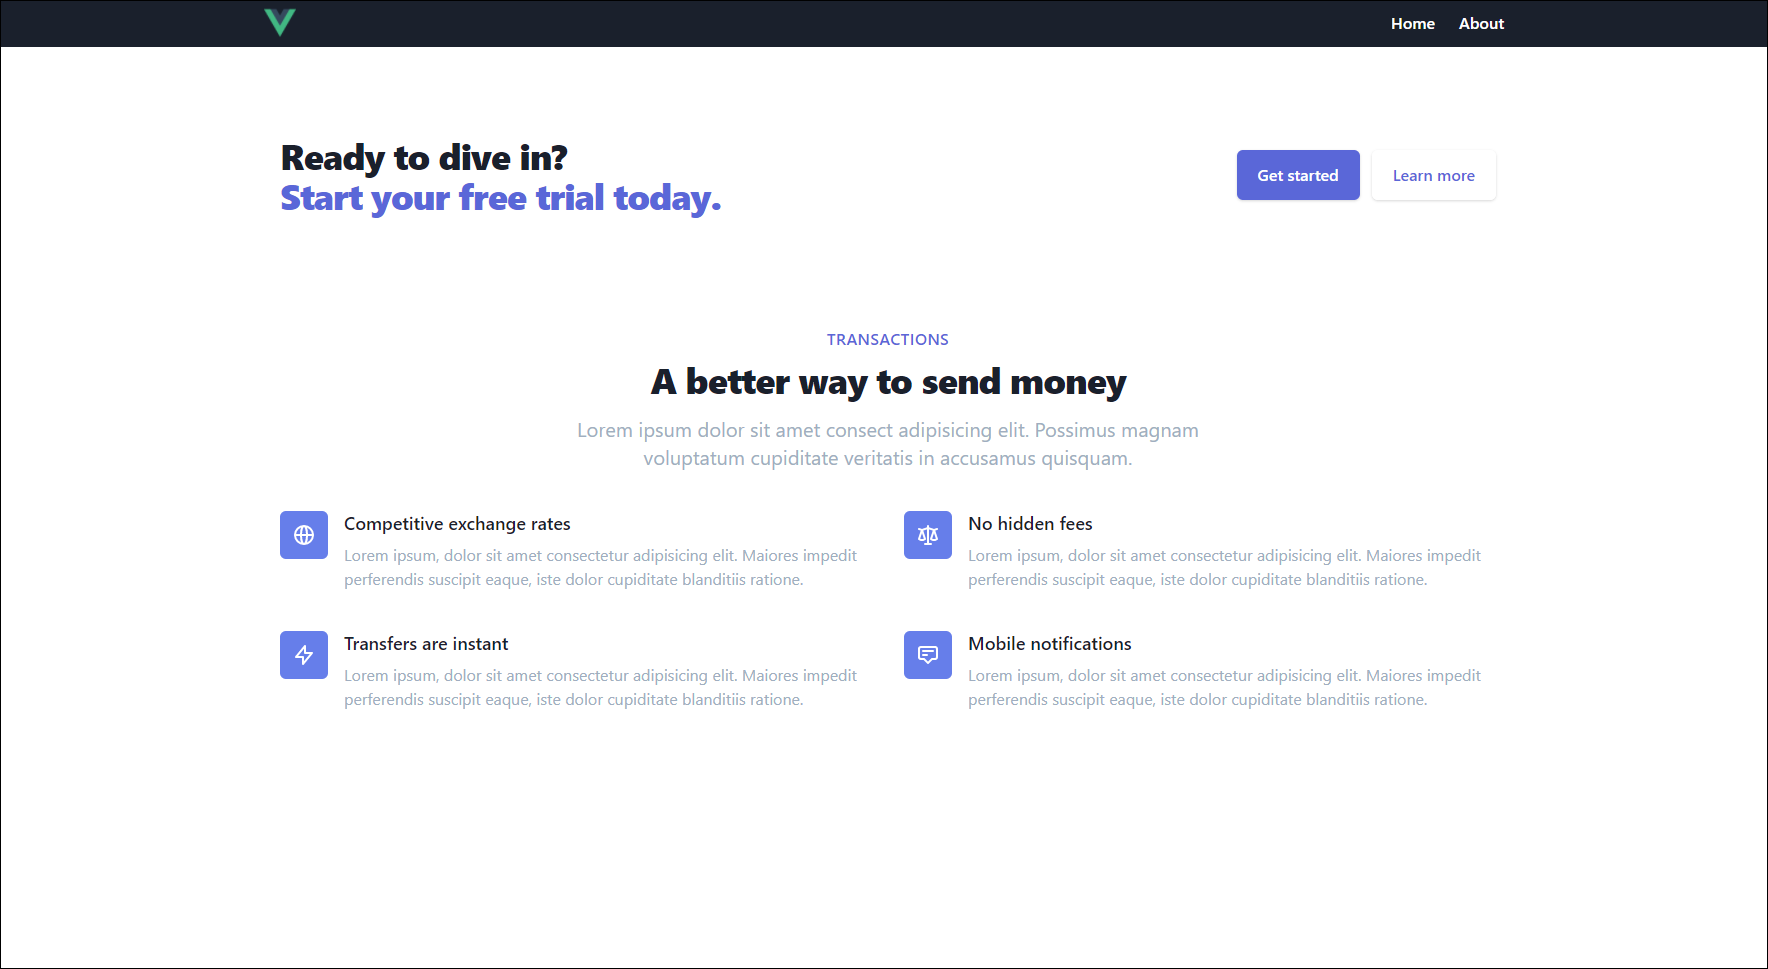 Home About
Ready to dive in?
Start your free trial today.
Get started Learn more
TRANSACTIONS
A better way to send money
Lorem ipsum dolor sit amet consect adipisicing elit. Possimus magnam
voluptatum cupiditate veritatis in accusamus quisquam.
Competitive exchange rates
Lorem ipsum, dolor sit amet consectetur adipisicing elit. Maiores impedit
perferendis suscipit eaque, iste dolor cupiditate blanditiis ratione.
No hidden fees
Lorem ipsum, dolor sit amet consectetur adipisicing elit. Maiores impedit
perferendis suscipit eaque, iste dolor cupiditate blanditiis ratione.
Transfers are instant
Lorem ipsum, dolor sit amet consectetur adipisicing elit. Maiores impedit
perferendis suscipit eaque, iste dolor cupiditate blanditiis ratione.
Mobile notifications
Lorem ipsum, dolor sit amet consectetur adipisicing elit. Maiores impedit
perferendis suscipit eaque, iste dolor cupiditate blanditiis ratione.